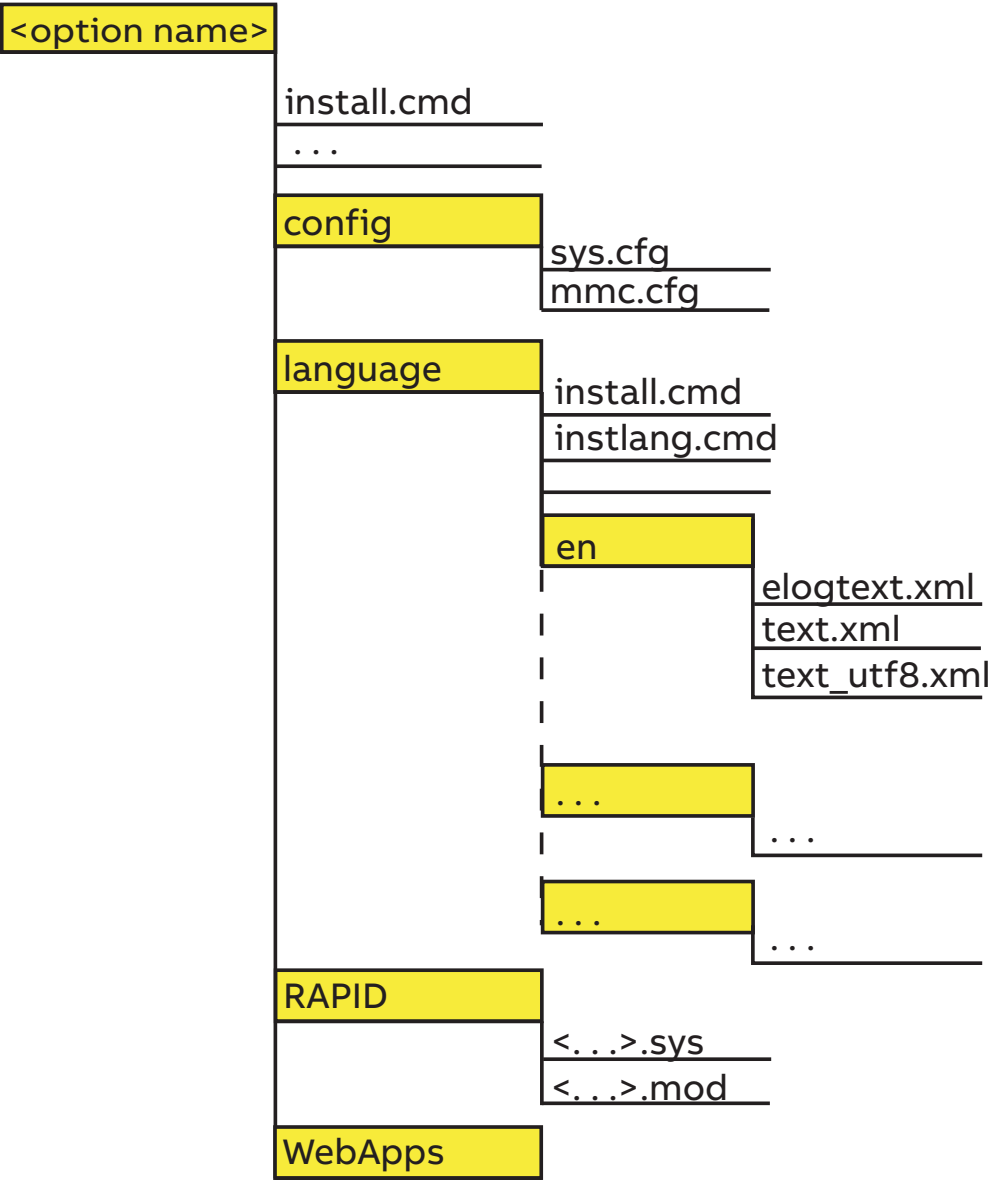 <option name>
install.cmd
. . .
config
sys.cfg
mmc.cfg
language
install.cmd
instlang.cmd
en
elogtext.xml
text.xml
text_utf8.xml
. . .
. . .
. . .
. . .
RAPID
<. . .>.sys
<. . .>.mod
WebApps